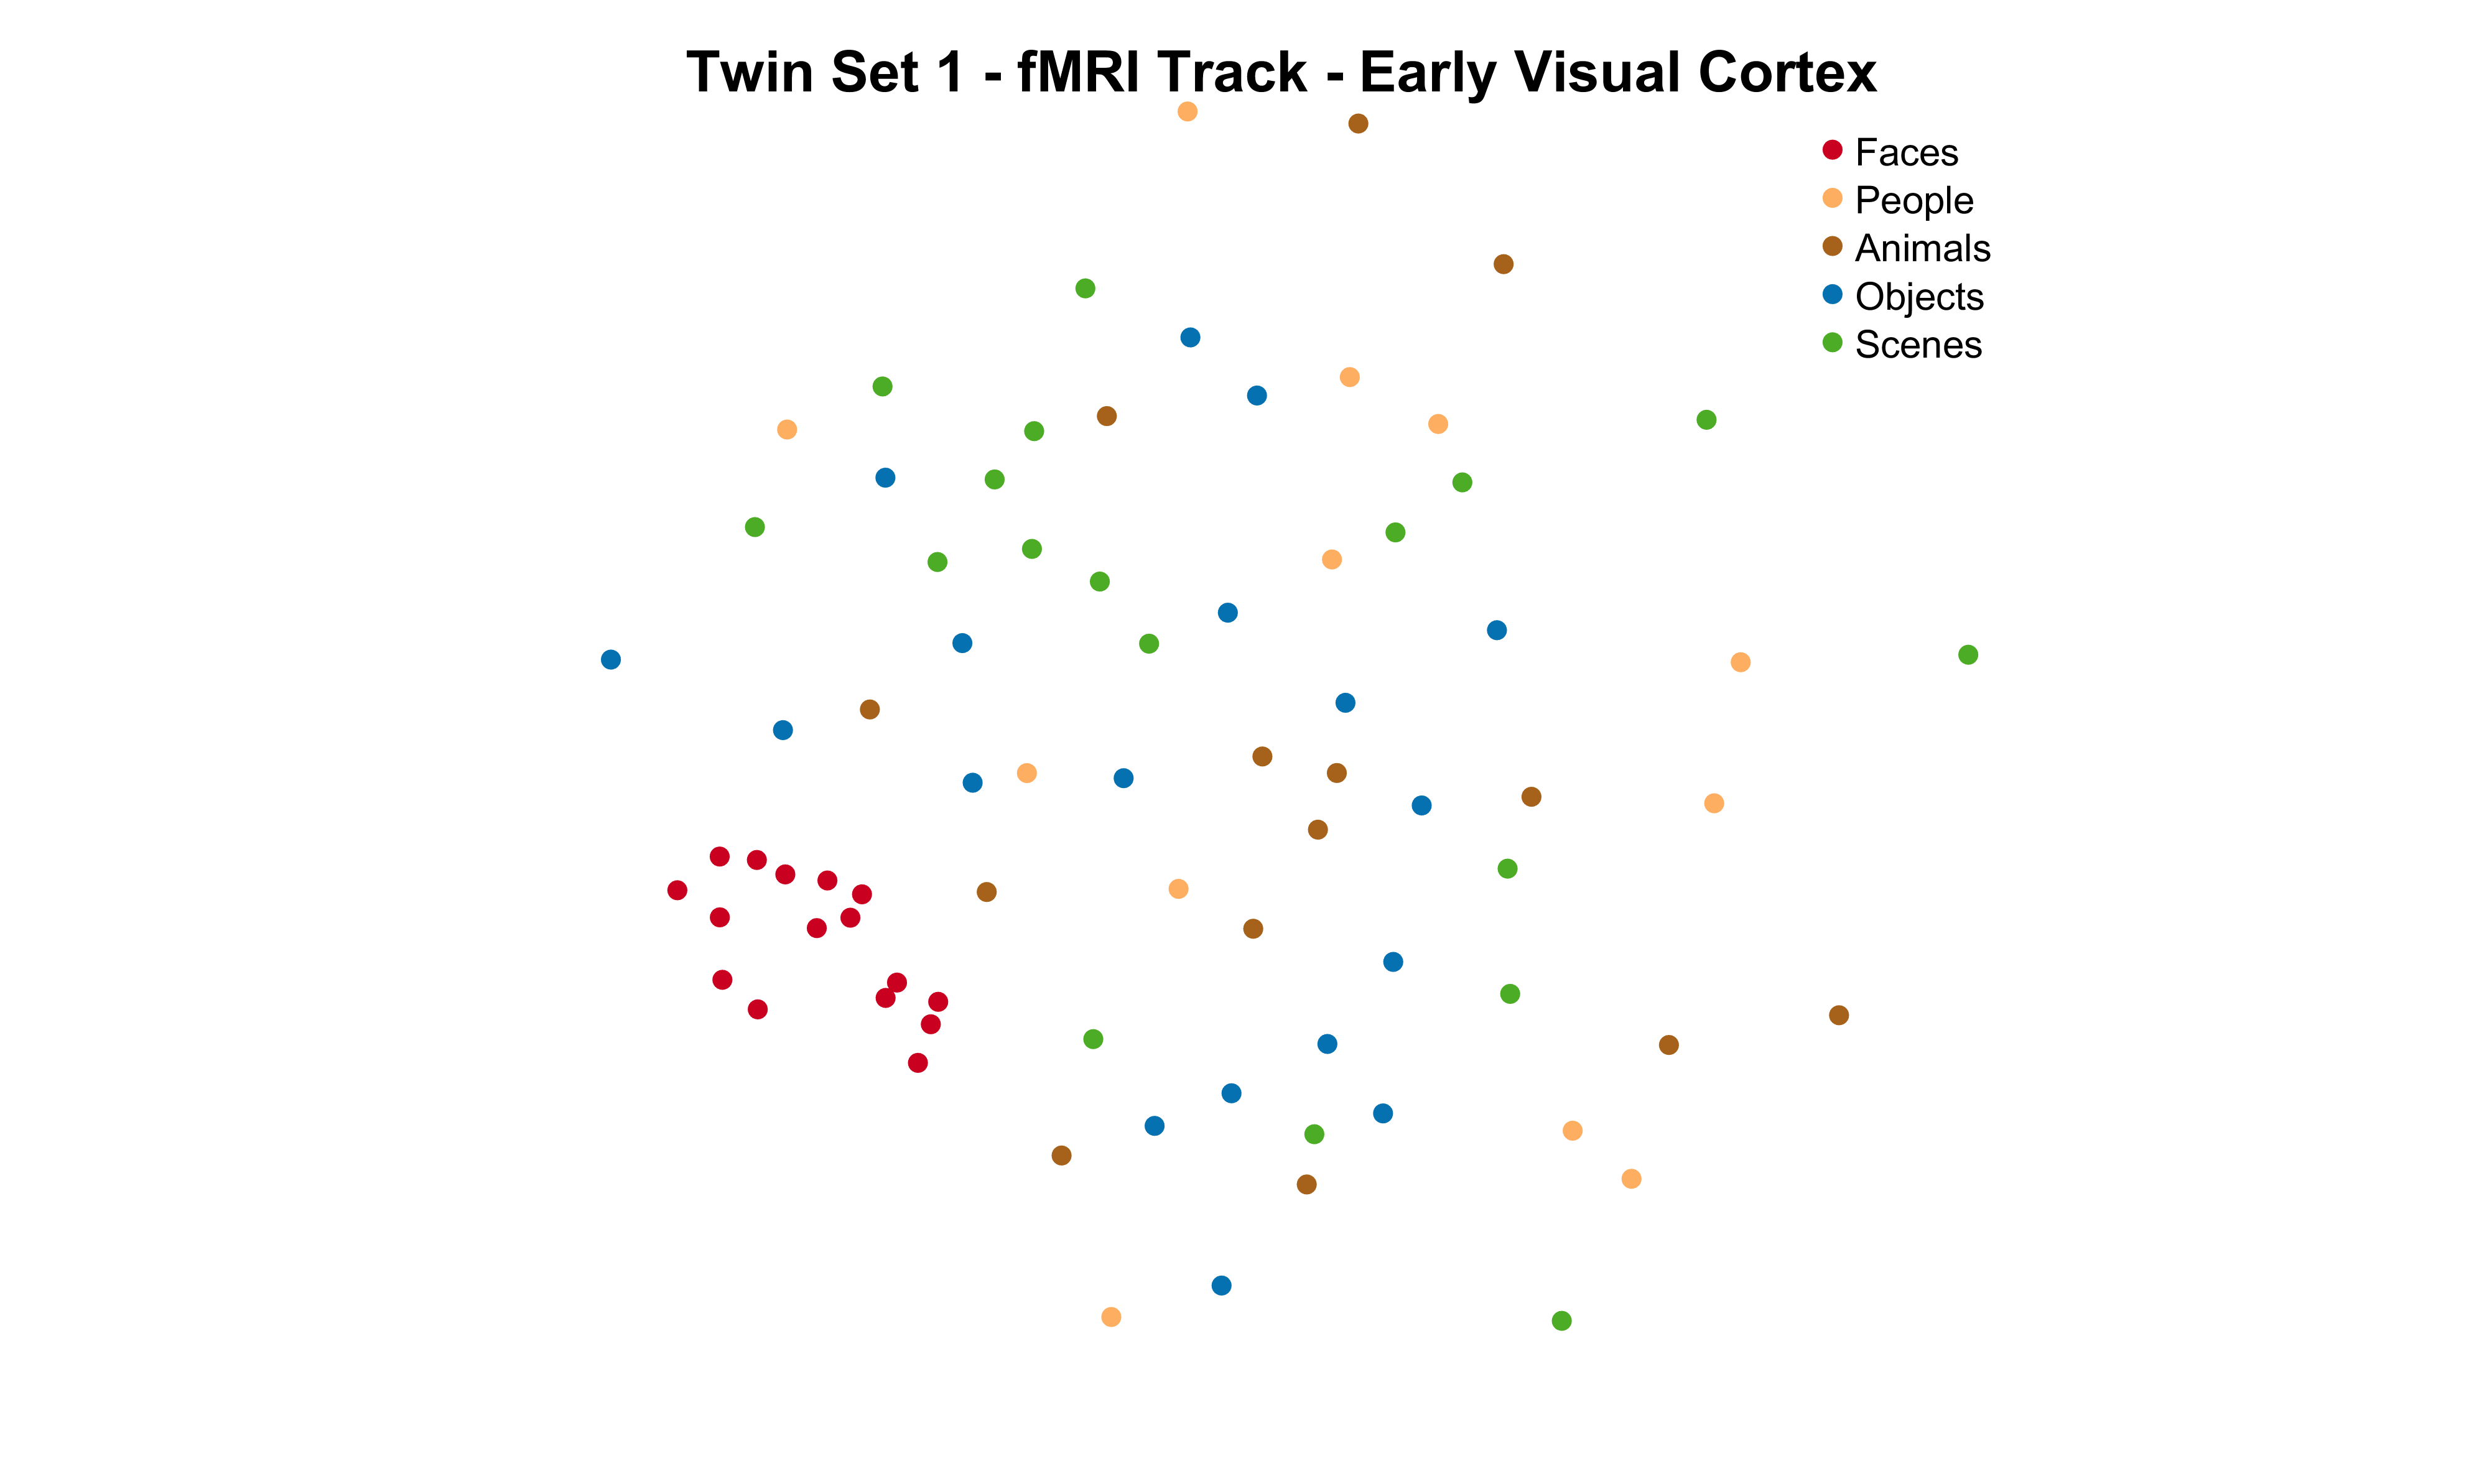 Twin Set 1 - fMRI Track - Early Visual Cortex
Faces
People
Animals
Objects
Scenes